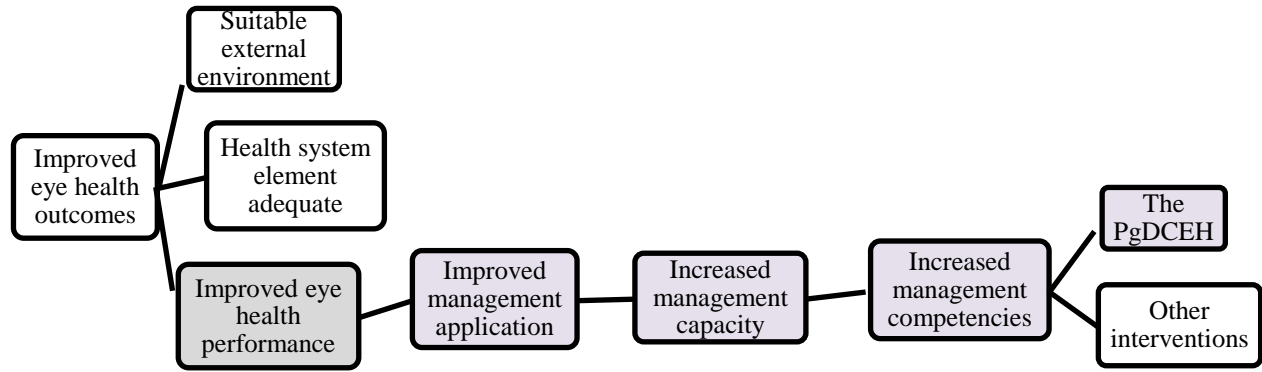 Suitable
external
environment
Improved
eye health
outcomes
Health system
element
adequate
Improved eye
health
performance
Improved
management
application
Increased
management
capacity
Increased
management
competencies
The
PgDCEH
Other
interventions